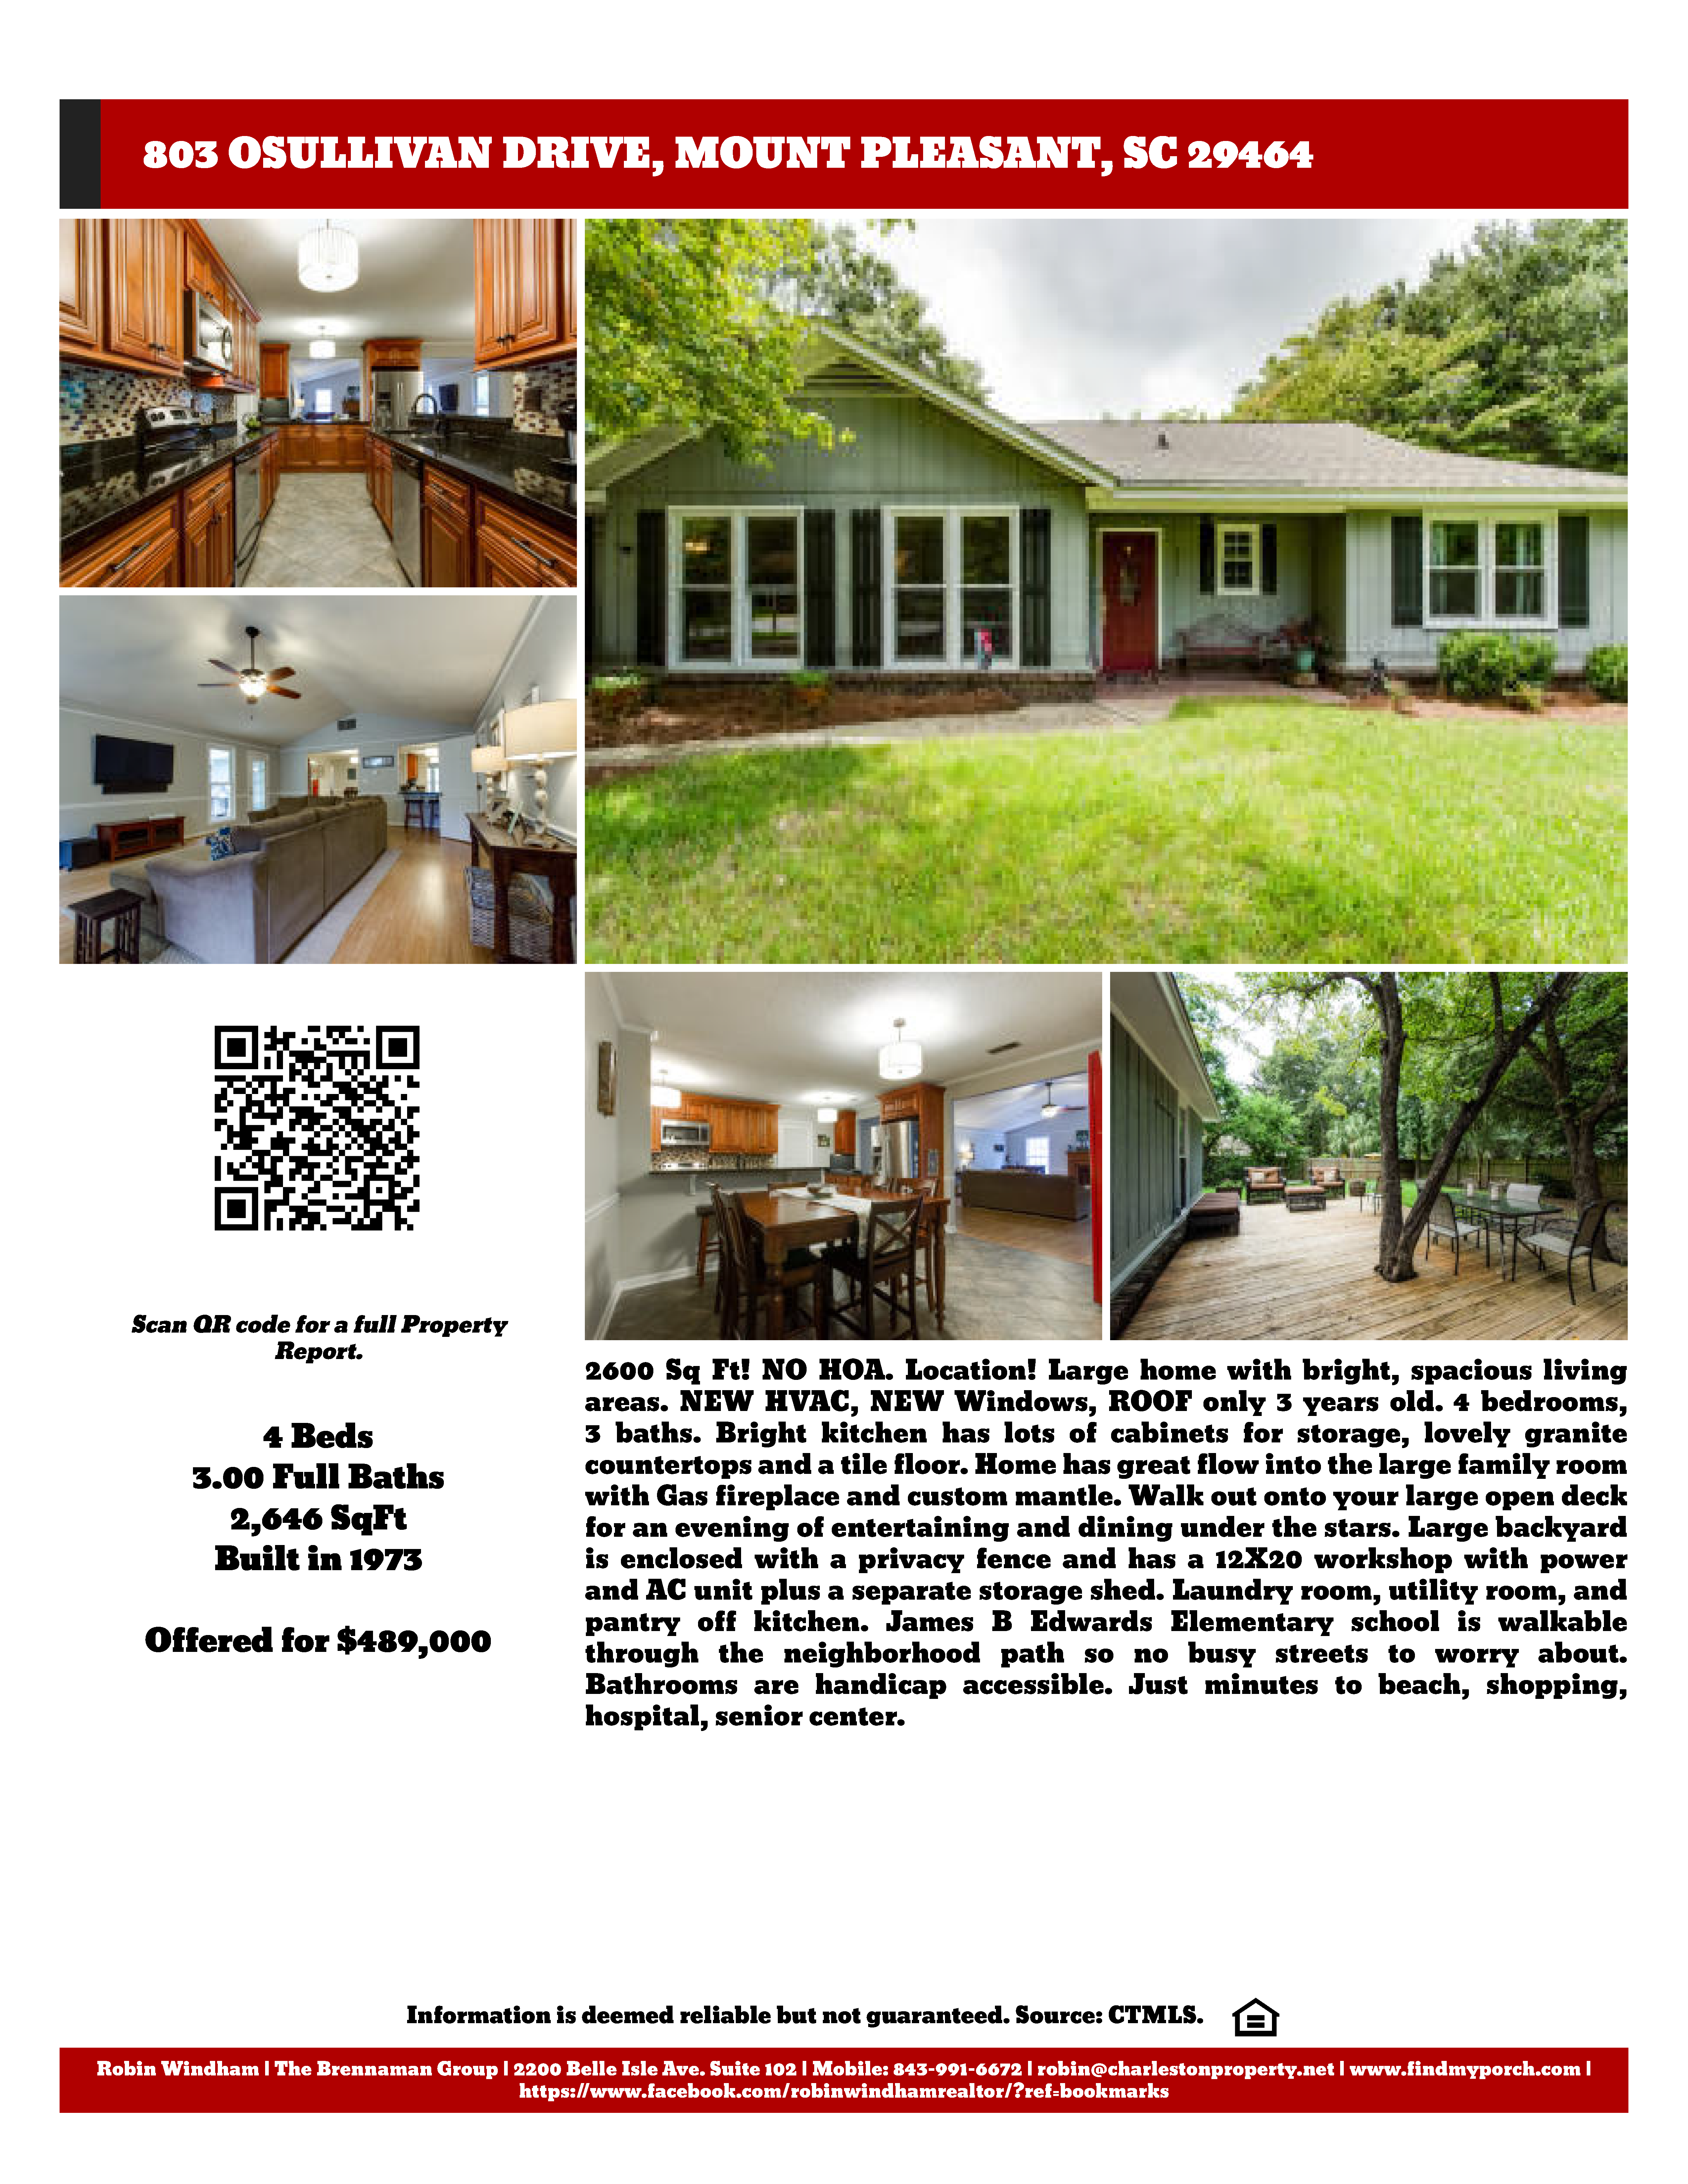 803 OSULLIVAN DRIVE, MOUNT PLEASANT, SC 29464
Scan QR code for a full Property
Report.
4 Beds
3.00 Full Baths
2,646 SqFt
Built in 1973
Offered for $489,000
2600 Sq Ft! NO HOA. Location! Large home with bright, spacious living
areas. NEW HVAC, NEW Windows, ROOF only 3 years old. 4 bedrooms,
3 baths. Bright kitchen has lots of cabinets for storage, lovely granite
countertops and a tile floor. Home has great flow into the large family room
with Gas fireplace and custom mantle. Walk out onto your large open deck
for an evening of entertaining and dining under the stars. Large backyard
is enclosed with a privacy fence and has a 12X20 workshop with power
and AC unit plus a separate storage shed. Laundry room, utility room, and
pantry off kitchen. James B Edwards Elementary school is walkable
through the neighborhood path so no busy streets to worry about.
Bathrooms are handicap accessible. Just minutes to beach, shopping,
hospital, senior center.
Information is deemed reliable but not guaranteed. Source: CTMLS.
Robin Windham | The Brennaman Group | 2200 Belle Isle Ave. Suite 102 | Mobile: 843-991-6672 | robin@charlestonproperty.net | www.findmyporch.com |
https://www.facebook.com/robinwindhamrealtor/?ref=bookmarks